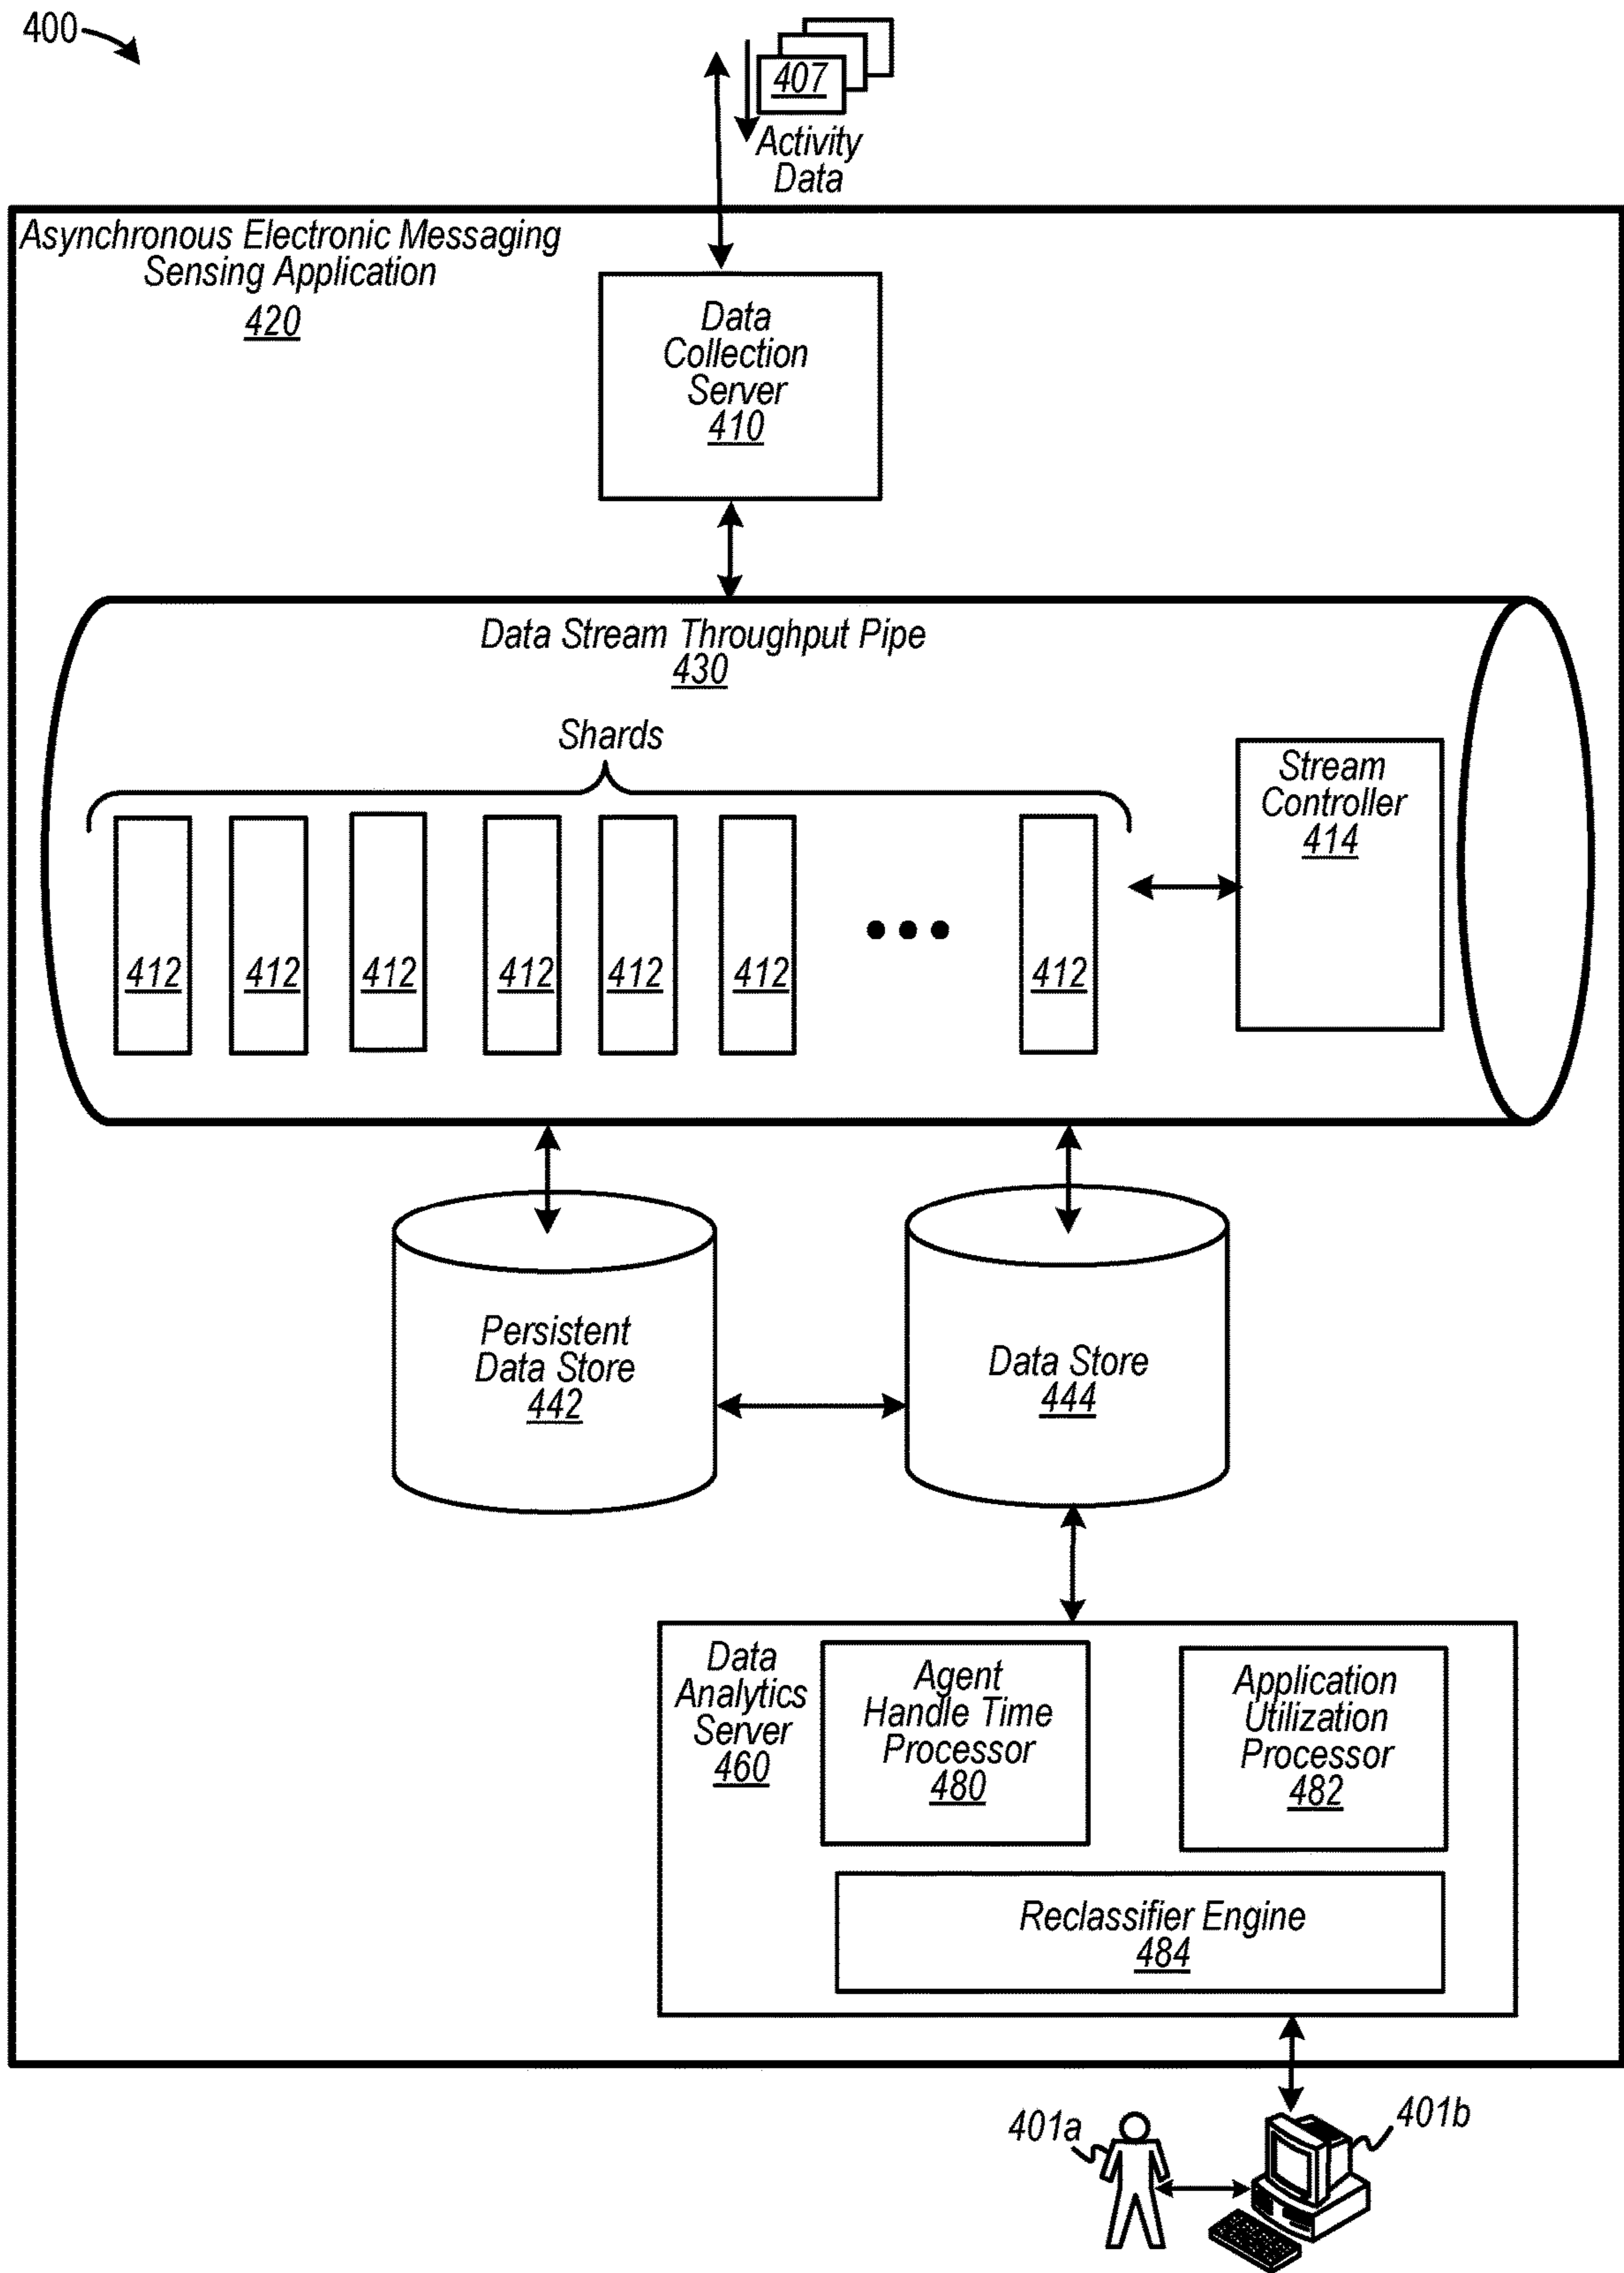 400
407
Activity
Data
Asynchronous Electronic Messaging
Sensing Application
420
Data
Collection
Server
410
Data Stream Throughput Pipe
430
Shards
Stream
Controller
414
412 412 412 412 412 412 412
Persistent
Data Store
442
Data Store
444
Data
Analytics
Server
460
Agent
Handle Time
Processor
480
Application
Utilization
Processor
482
Reclassifier Engine
484
401a
401b